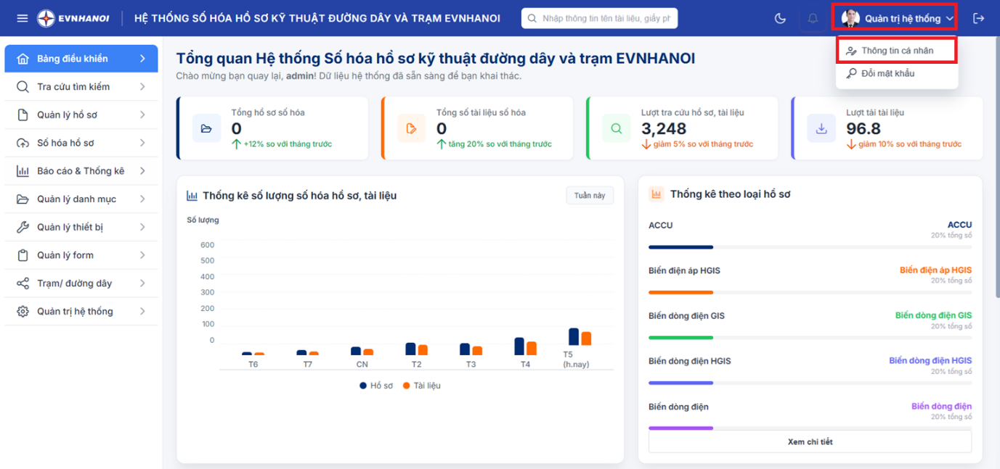 EVNHANOI
HỆ THỐNG SỐ HÓA HỒ SƠ KỸ THUẬT ĐƯỜNG DÂY VÀ TRẠM EVNHANOI
Nhập thông tin tên tài liệu, giấy ph
Quản trị hệ thống
Thông tin cá nhân
Đổi mật khẩu
Bảng điều khiển
Tra cứu tìm kiếm
Quản lý hồ sơ
Số hóa hồ sơ
Báo cáo & Thống kê
Quản lý danh mục
Quản lý thiết bị
Quản lý form
Trạm/ đường dây
Quản trị hệ thống
Tổng quan Hệ thống Số hóa hồ sơ kỹ thuật đường dây và trạm EVNHANOI
Chào mừng bạn quay lại, admin! Dữ liệu hệ thống đã sẵn sàng để bạn khai thác.
Tổng hồ sơ số hóa
0
+12% so với tháng trước
Tổng số tài liệu số hóa
0
tăng 20% so với tháng trước
Lượt tra cứu hồ sơ, tài liệu
3,248
giảm 5% so với tháng trước
Lượt tải tài liệu
96.8
giảm 10% so với tháng trước
Thống kê số lượng số hóa hồ sơ, tài liệu
Tuần này
Số lượng
600
500
400
300
200
100
0
T6 T7 CN T2 T3 T4 T5
(h.nay)
Hồ sơ Tài liệu
Thống kê theo loại hồ sơ
ACCU ACCU
20% tổng số
Biến điện áp HGIS Biến điện áp HGIS
20% tổng số
Biến dòng điện GIS Biến dòng điện GIS
20% tổng số
Biến dòng điện HGIS Biến dòng điện HGIS
20% tổng số
Biến dòng điện Biến dòng điện
20% tổng số
Xem chi tiết